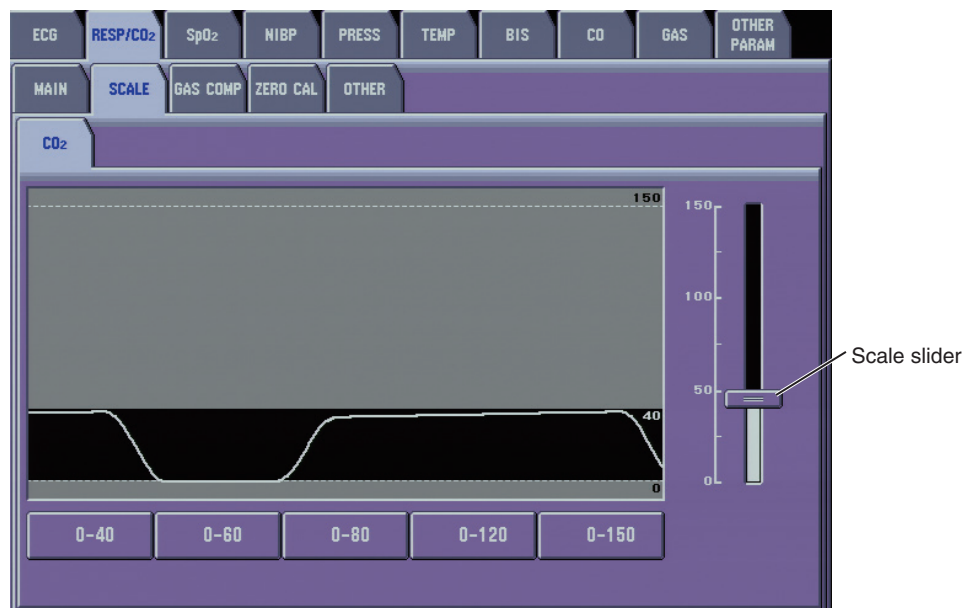 ECG RESP/CO2 SpO2 NIBP PRESS TEMP BIS CO GAS OTHER PARAM
MAIN SCALE GAS COMP ZERO CAL OTHER
CO2
150
40
0
150
100
50
0
Scale slider
0-40 0-60 0-80 0-120 0-150